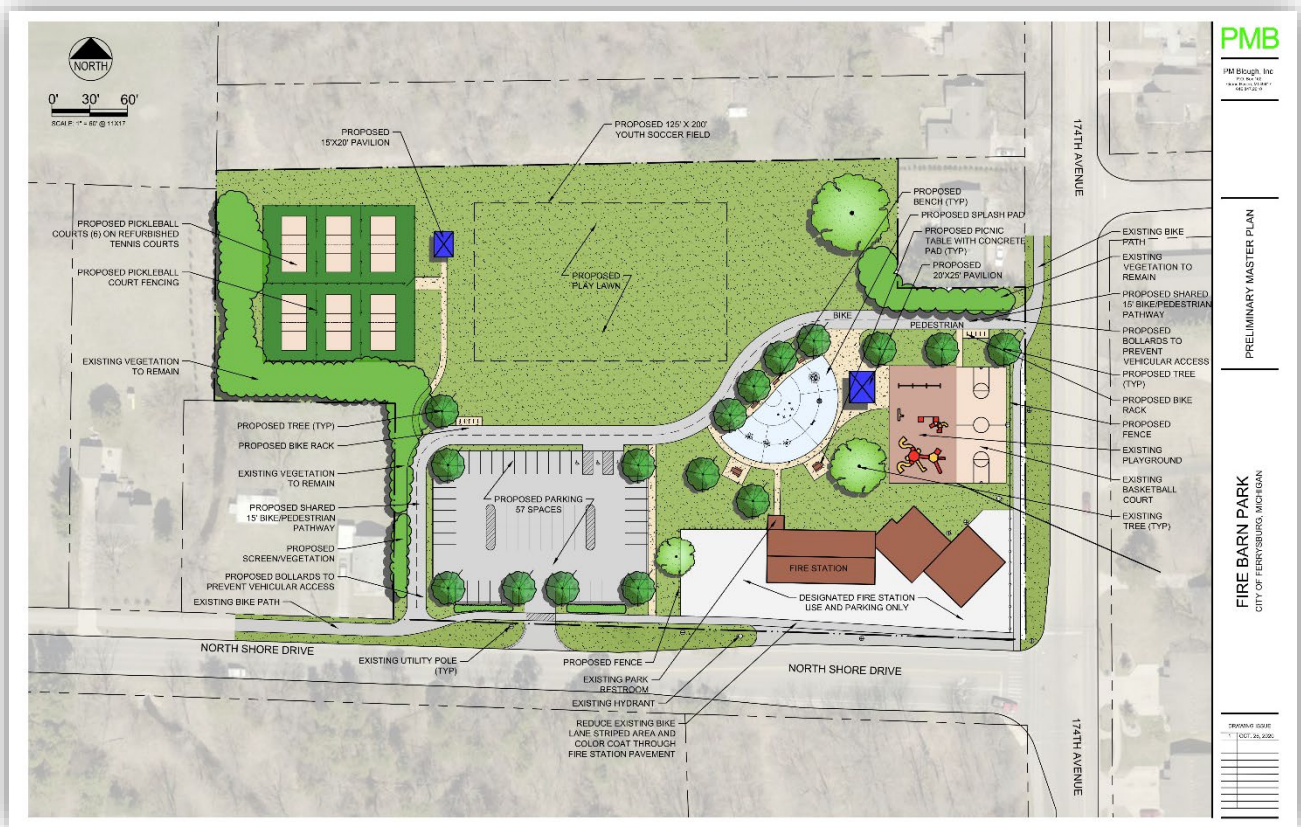 NORTH
0' 30' 60'
SCALE: 1" = 60' @ 11X17
PROPOSED
15'X20' PAVILION
PROPOSED 125' X 200'
YOUTH SOCCER FIELD
PROPOSED PICKLEBALL
COURTS (6) ON REFURBISHED
TENNIS COURTS
PROPOSED PICKLEBALL
COURT FENCING
EXISTING VEGETATION
TO REMAIN
PROPOSED TREE (TYP)
PROPOSED BIKE RACK
EXISTING VEGETATION
TO REMAIN
PROPOSED SHARED
15' BIKE/PEDESTRIAN
PATHWAY
PROPOSED
SCREEN/VEGETATION
PROPOSED BOLLARDS TO
PREVENT VEHICULAR ACCESS
EXISTING BIKE PATH
NORTH SHORE DRIVE
PROPOSED
PLAY LAWN
PROPOSED PARKING
57 SPACES
BIKE
PEDESTRIAN
PROPOSED
BENCH (TYP)
PROPOSED SPLASH PAD
PROPOSED PICNIC
TABLE WITH CONCRETE
PAD (TYP)
PROPOSED
20'X25' PAVILION
174TH AVENUE
EXISTING BIKE
PATH
EXISTING
VEGETATION TO
REMAIN
PROPOSED SHARED
15' BIKE/PEDESTRIAN
PATHWAY
PROPOSED
BOLLARDS TO
PREVENT
VEHICULAR ACCESS
PROPOSED TREE
(TYP)
PROPOSED BIKE
RACK
PROPOSED
FENCE
EXISTING
PLAYGROUND
EXISTING
BASKETBALL
COURT
EXISTING
TREE (TYP)
FIRE STATION
DESIGNATED FIRE STATION
USE AND PARKING ONLY
EXISTING UTILITY POLE
(TYP)
PROPOSED FENCE
EXISTING PARK
RESTROOM
EXISTING HYDRANT
REDUCE EXISTING BIKE
LANE STRIPED AREA AND
COLOR COAT THROUGH
FIRE STATION PAVEMENT
NORTH SHORE DRIVE
174TH AVENUE
PMB
PM Blough, Inc
PRELIMINARY MASTER PLAN
FIRE BARN PARK
CITY OF FERRYSBURG, MICHIGAN
DRAWING ISSUE
1 OCT. 26, 2020